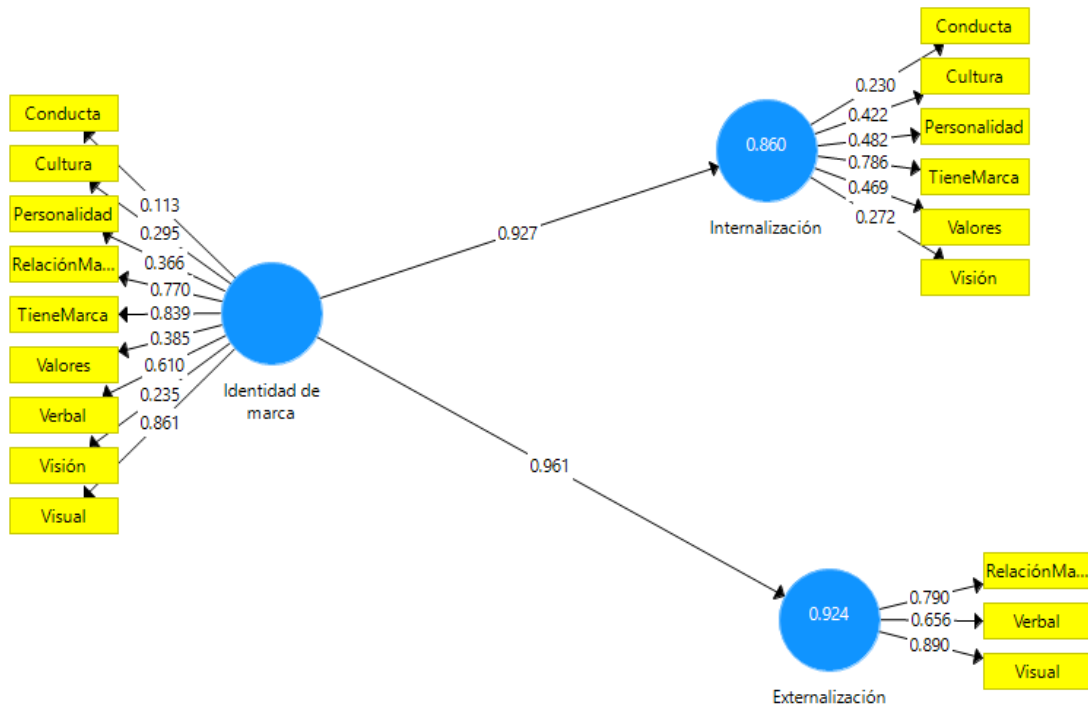 Conducta
Cultura
Personalidad
RelaciónMa...
TieneMarca
Valores
Verbal
Visión
Visual
0.113
0.295
0.366
0.770
0.839
0.385
0.610
0.235
0.861
Identidad de
marca
0.927
0.961
0.860
Internalización
0.230
0.422
0.482
0.786
0.469
0.272
Conducta
Cultura
Personalidad
TieneMarca
Valores
Visión
0.924
Externalización
0.790
0.656
0.890
RelaciónMa...
Verbal
Visual